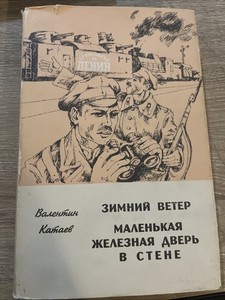 ЛЕНИН
Валентин
Катаев
ЗИМНИЙ ВЕТЕР
МАЛЕНЬКАЯ
ЖЕЛЕЗНАЯ ДВЕРЬ
В СТЕНЕ